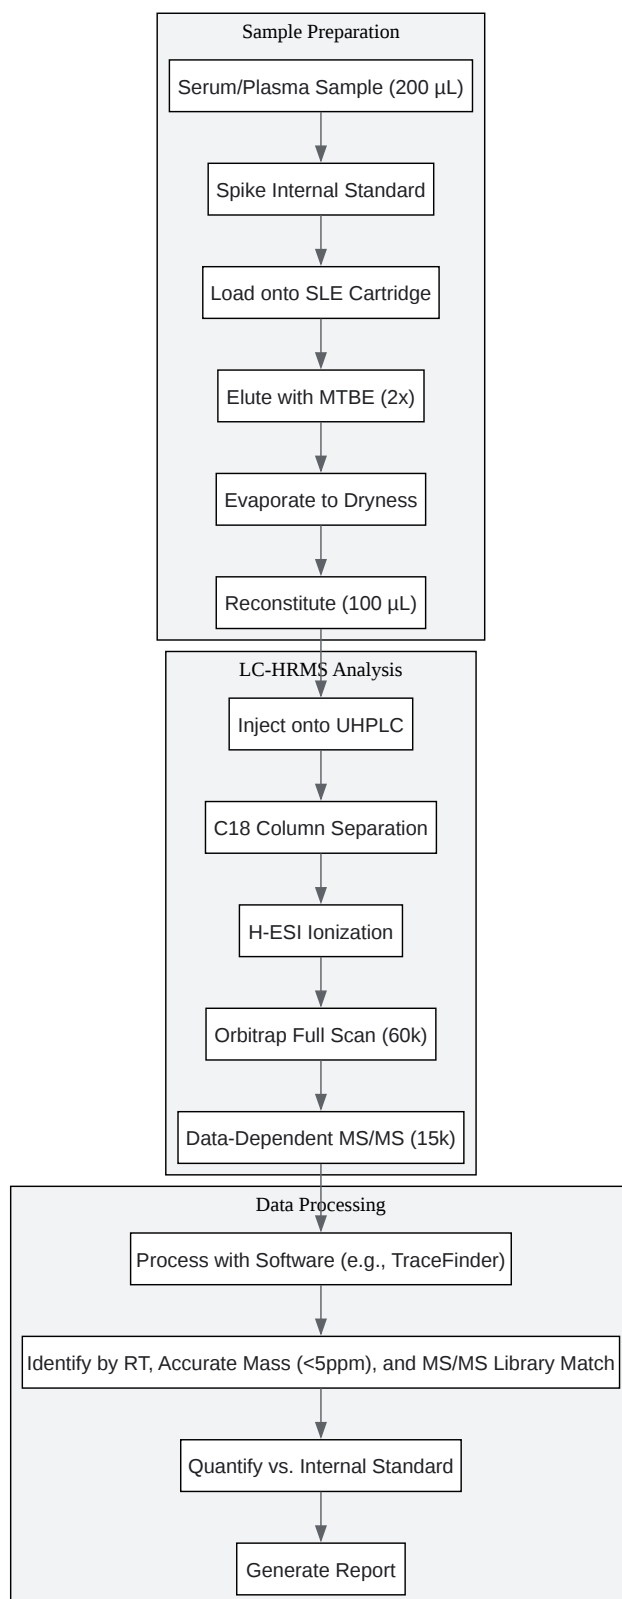 Sample Preparation
Serum/Plasma Sample (200 µL)
Spike Internal Standard
Load onto SLE Cartridge
Elute with MTBE (2x)
Evaporate to Dryness
Reconstitute (100 µL)
LC-HRMS Analysis
Inject onto UHPLC
C18 Column Separation
H-ESI Ionization
Orbitrap Full Scan (60k)
Data-Dependent MS/MS (15k)
Data Processing
Process with Software (e.g., TraceFinder)
Identify by RT, Accurate Mass (<5ppm), and MS/MS Library Match
Quantify vs. Internal Standard
Generate Report